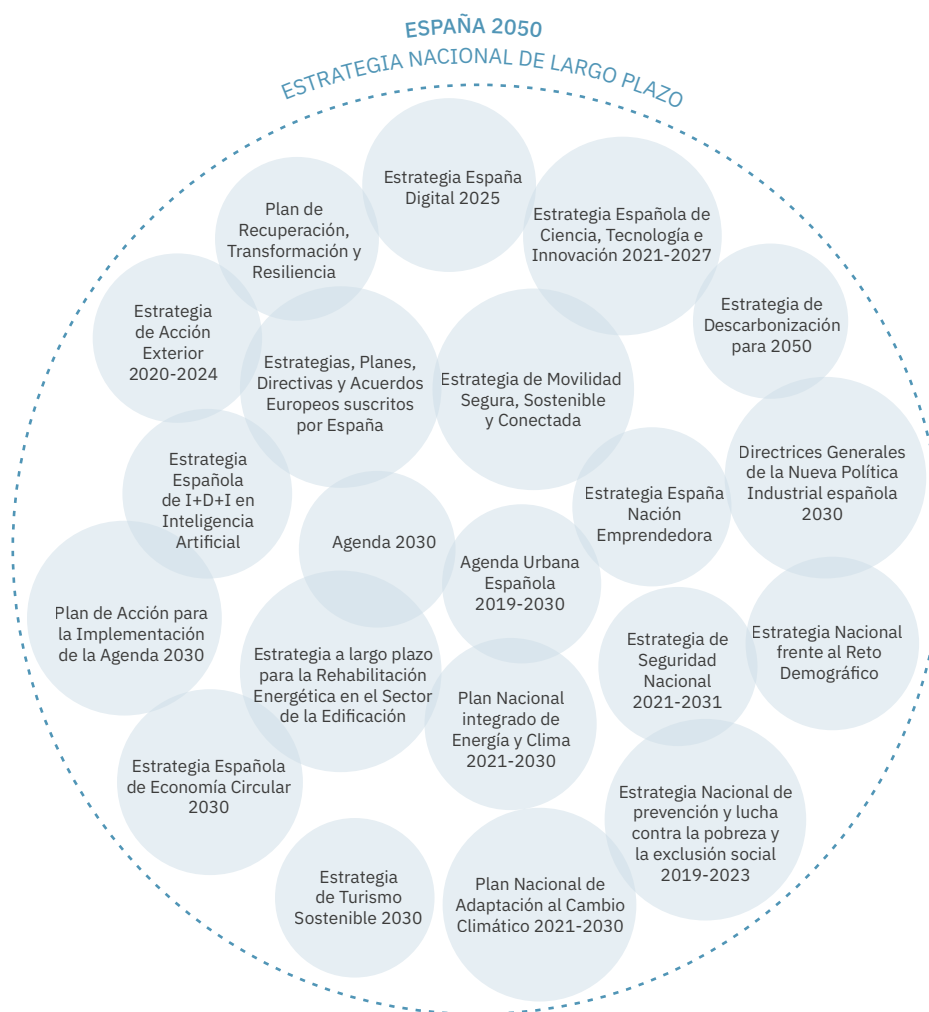 ESPAÑA 2050
ESTRATEGIA NACIONAL DE LARGO PLAZO
Estrategia España
Digital 2025
Plan de
Recuperación,
Transformación y
Resiliencia
Estrategia Española de
Ciencia, Tecnología e
Innovación 2021-2027
Estrategia
de Acción
Exterior
2020-2024
Estrategia de
Descarbonización
para 2050
Estrategias, Planes,
Directivas y Acuerdos
Europeos suscritos
por España
Estrategia de Movilidad
Segura, Sostenible
y Conectada
Estrategia
Española
de I+D+I en
Inteligencia
Artificial
Directrices Generales
de la Nueva Política
Industrial española
2030
Estrategia España
Nación
Emprendedora
Agenda 2030
Agenda Urbana
Española
2019-2030
Plan de Acción para
la Implementación
de la Agenda 2030
Estrategia a largo plazo
para la Rehabilitación
Energética en el Sector
de la Edificación
Estrategia de
Seguridad
Nacional
2021-2031
Estrategia Nacional
frente al Reto
Demográfico
Plan Nacional
integrado de
Energía y Clima
2021-2030
Estrategia Española
de Economía Circular
2030
Estrategia Nacional de
prevención y lucha
contra la pobreza y
la exclusión social
2019-2023
Estrategia
de Turismo
Sostenible 2030
Plan Nacional de
Adaptación al Cambio
Climático 2021-2030